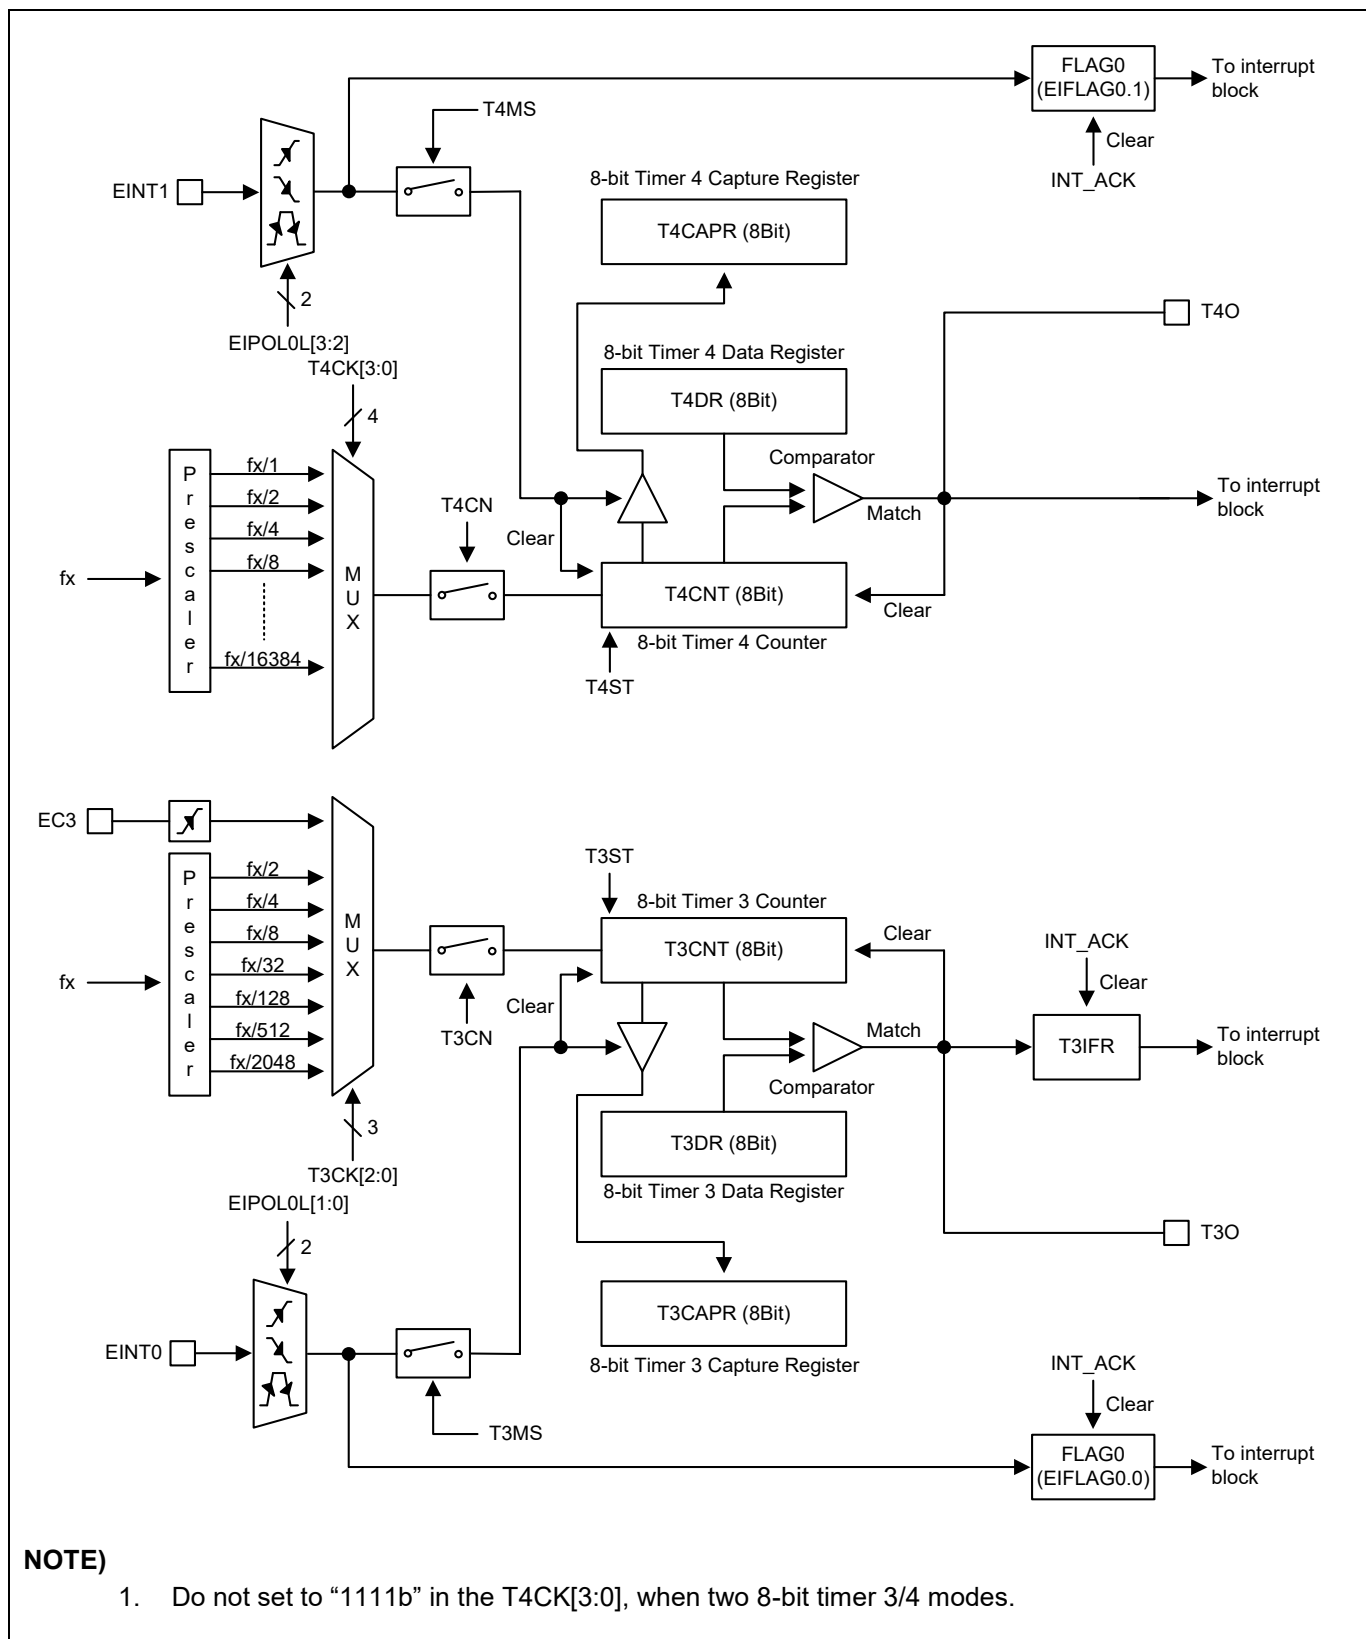 FLAG0
(EIFLAG0.1)
To interrupt
block
Clear
INT_ACK
T4MS
EINT1
2
EIPOL0L[3:2]
8-bit Timer 4 Capture Register
T4CAPR (8Bit)
T4O
T4CK[3:0]
4
8-bit Timer 4 Data Register
T4DR (8Bit)
Comparator
Match
To interrupt
block
fx
Prescaler
fx/1
fx/2
fx/4
fx/8
fx/16384
MUX
T4CN
Clear
T4CNT (8Bit)
Clear
8-bit Timer 4 Counter
T4ST
EC3
fx
Prescaler
fx/2
fx/4
fx/8
fx/32
fx/128
fx/512
fx/2048
MUX
3
T3CK[2:0]
T3CN
T3ST
8-bit Timer 3 Counter
T3CNT (8Bit)
Clear
Clear
INT_ACK
Clear
Match
T3IFR
To interrupt
block
Comparator
T3DR (8Bit)
8-bit Timer 3 Data Register
T3O
EIPOL0L[1:0]
2
EINT0
T3MS
T3CAPR (8Bit)
8-bit Timer 3 Capture Register
INT_ACK
Clear
FLAG0
(EIFLAG0.0)
To interrupt
block
NOTE)
1. Do not set to “1111b” in the T4CK[3:0], when two 8-bit timer 3/4 modes.